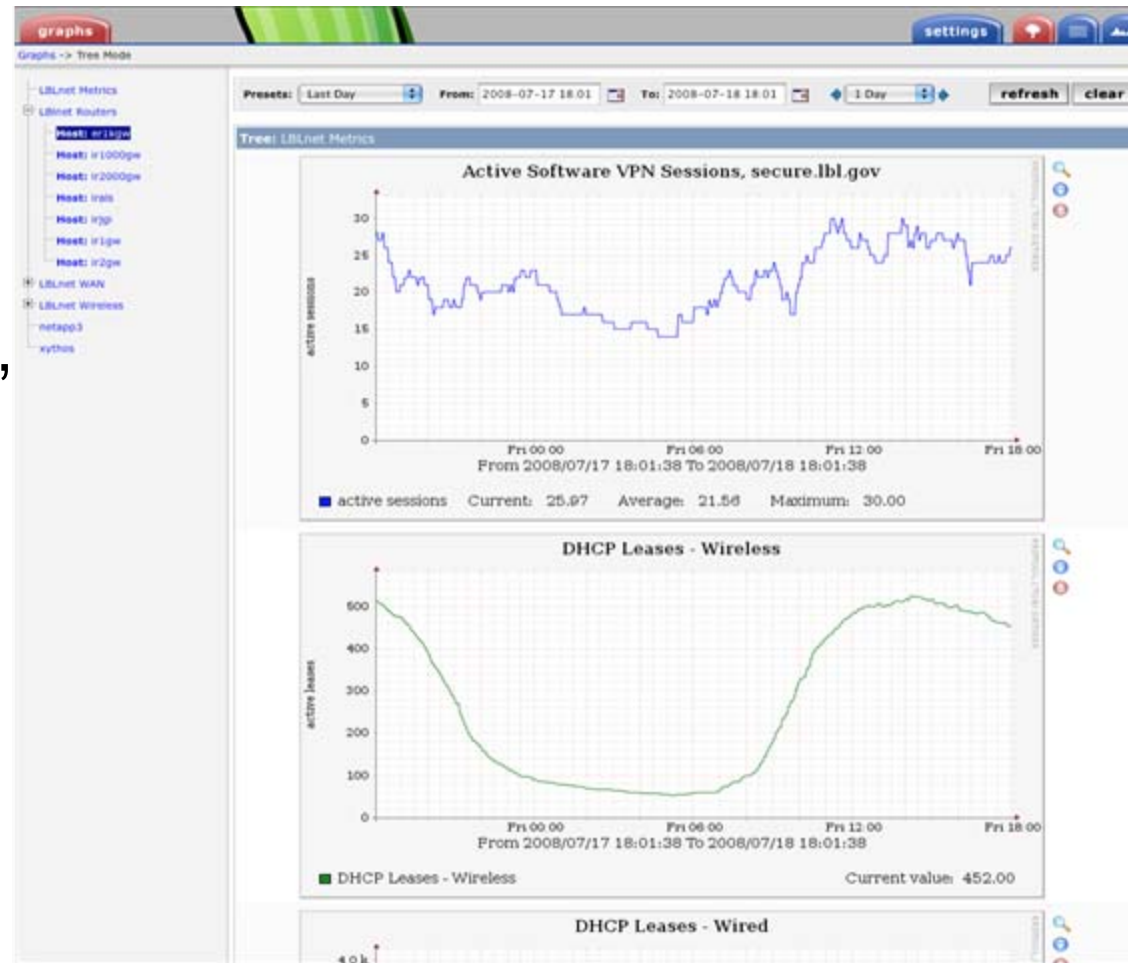 graphs
settings
Graphs -> Tree Mode
LBLnet Metrics
LBLnet Routers
Host: er1kgw
Host: ir1000gw
Host: ir2000gw
Host: irals
Host: irjgi
Host: ir1gw
Host: ir2gw
LBLnet WAN
LBLnet Wireless
netapp3
xythos
,
Presets: Last Day From: 2008-07-17 18:01 To: 2008-07-18 18:01 1 Day refresh clear
Tree: LBLnet Metrics
Active Software VPN Sessions, secure.lbl.gov
active sessions
30
25
20
15
10
5
0
Fri 00:00 Fri 06:00 Fri 12:00 Fri 18:00
From 2008/07/17 18:01:38 To 2008/07/18 18:01:38
active sessions Current: 25.97 Average: 21.56 Maximum: 30.00
DHCP Leases - Wireless
active leases
500
400
300
200
100
0
Fri 00:00 Fri 06:00 Fri 12:00 Fri 18:00
From 2008/07/17 18:01:38 To 2008/07/18 18:01:38
DHCP Leases - Wireless Current value: 452.00
DHCP Leases - Wired
4.0 k